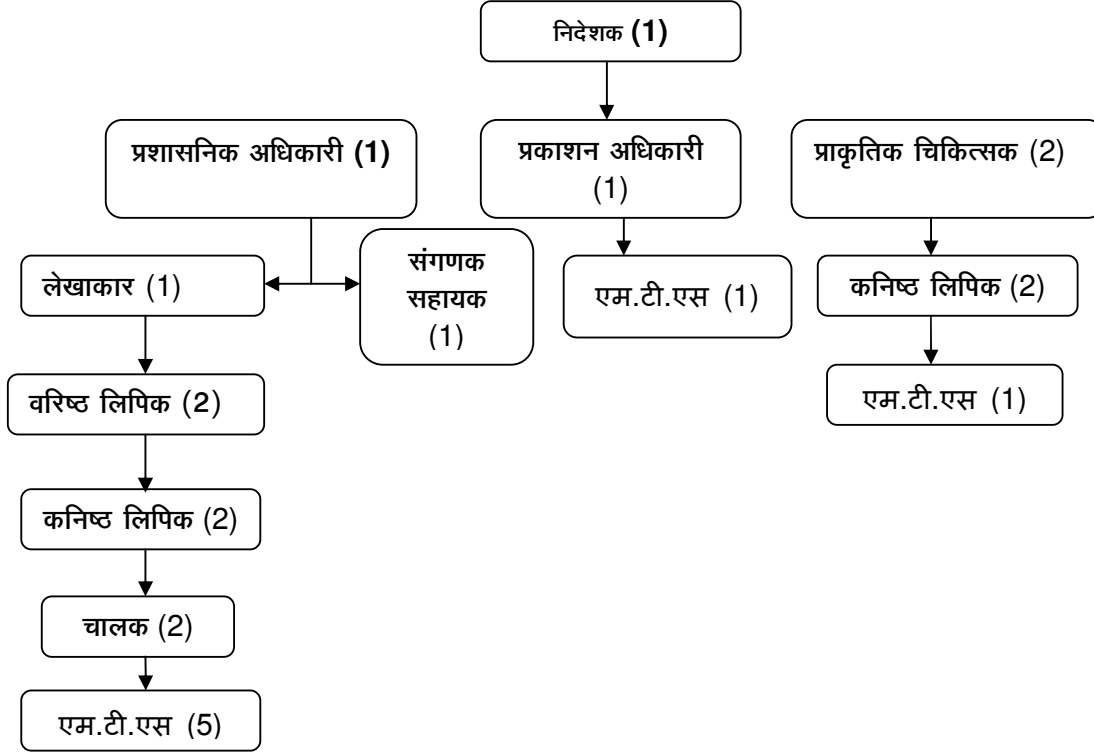 निदेशक (1)
प्रशासनिक अधिकारी (1)
प्रकाशन अधिकारी
(1)
प्राकृतिक चिकित्सक (2)
लेखाकार (1)
संगणक
सहायक
(1)
एम.टी.एस (1)
कनिष्ठ लिपिक (2)
वरिष्ठ लिपिक (2)
एम.टी.एस (1)
कनिष्ठ लिपिक (2)
चालक (2)
एम.टी.एस (5)